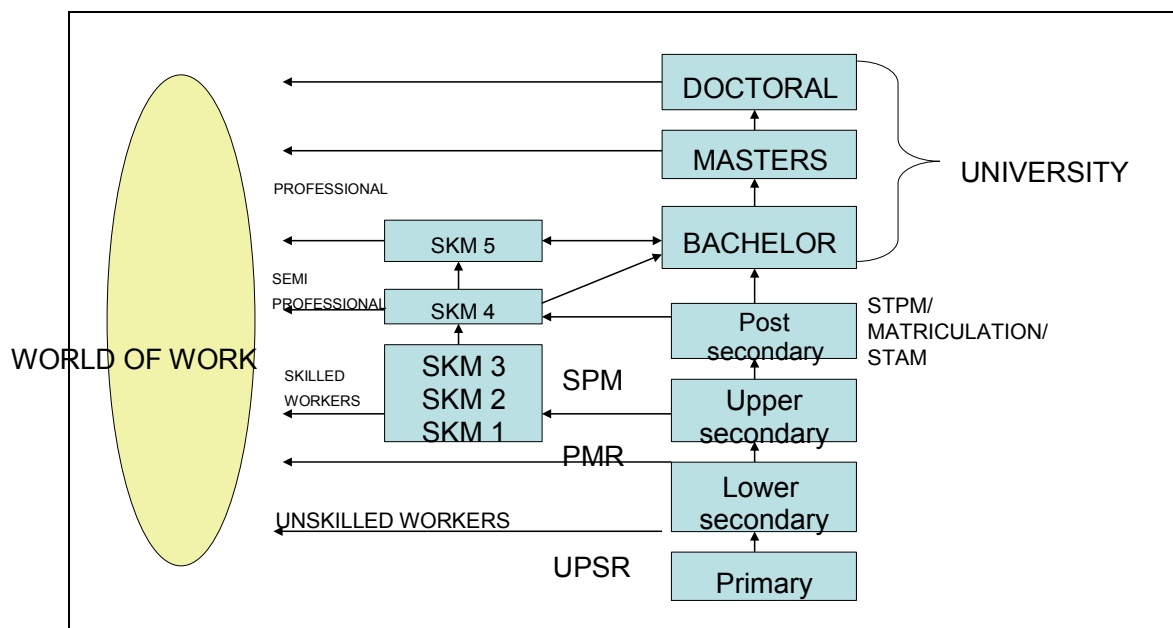 DOCTORAL
MASTERS
UNIVERSITY
PROFESSIONAL
SKM 5
BACHELOR
SEMI
PROFESSIONAL
SKM 4
Post
secondary
STPM/
MATRICULATION/
STAM
WORLD OF WORK
SKILLED
WORKERS
SKM 3
SKM 2
SKM 1
SPM
Upper
secondary
PMR
Lower
secondary
UNSKILLED WORKERS
UPSR
Primary